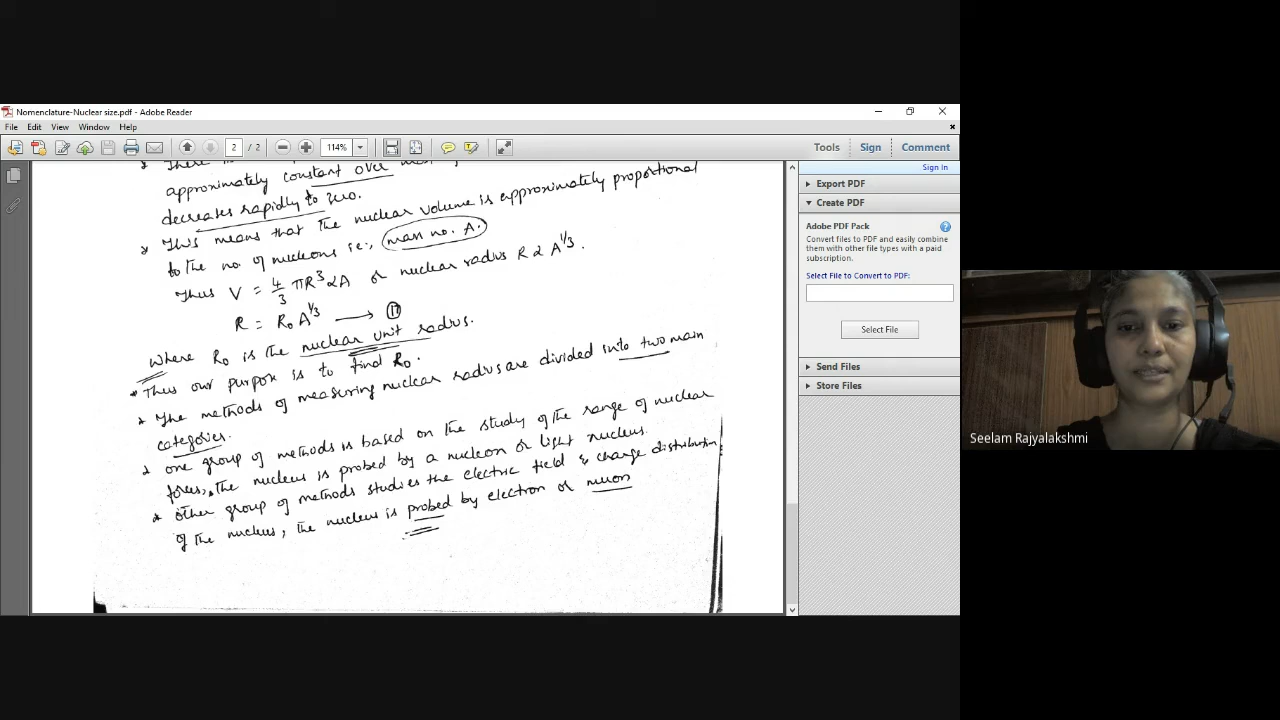 Nomenclature-Nuclear size.pdf - Adobe Reader
File Edit View Window Help
2 / 2 114% Tools Sign Comment
Sign In
Export PDF
Create PDF
Adobe PDF Pack
Convert files to PDF and easily combine
them with other file types with a paid
subscription.
Select File to Convert to PDF:
Select File
Send Files
Store Files
approximately constant over
decreases rapidly to zero.
* This means that the nuclear volume is approximately proportional
to the no. of nucleons i.e., mass no. A.
Thus V = 4/3 πR³ ∝ A or nuclear radius R ∝ A^1/3.
R = R₀ A^1/3 → II
Where R₀ is the nuclear unit radius.
* Thus our purpose is to find R₀.
* The methods of measuring nuclear radius are divided into two main
categories.
* one group of methods is based on the study of the range of nuclear
forces, the nucleus is probed by a nucleon or light nucleus.
* other group of methods studies the electric field & charge distribution
of the nucleus, the nucleus is probed by electron or muon
Seelam Rajyalakshmi